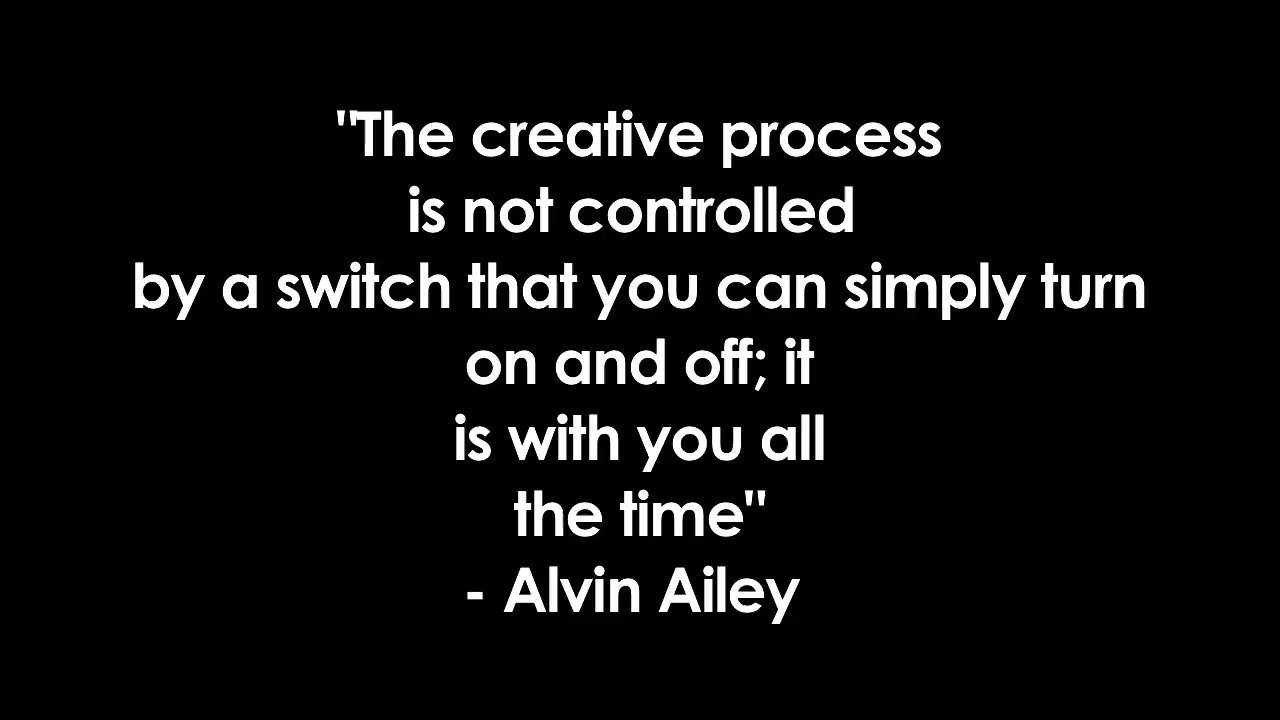 "The creative process
is not controlled
by a switch that you can simply turn
on and off; it
is with you all
the time"
- Alvin Ailey